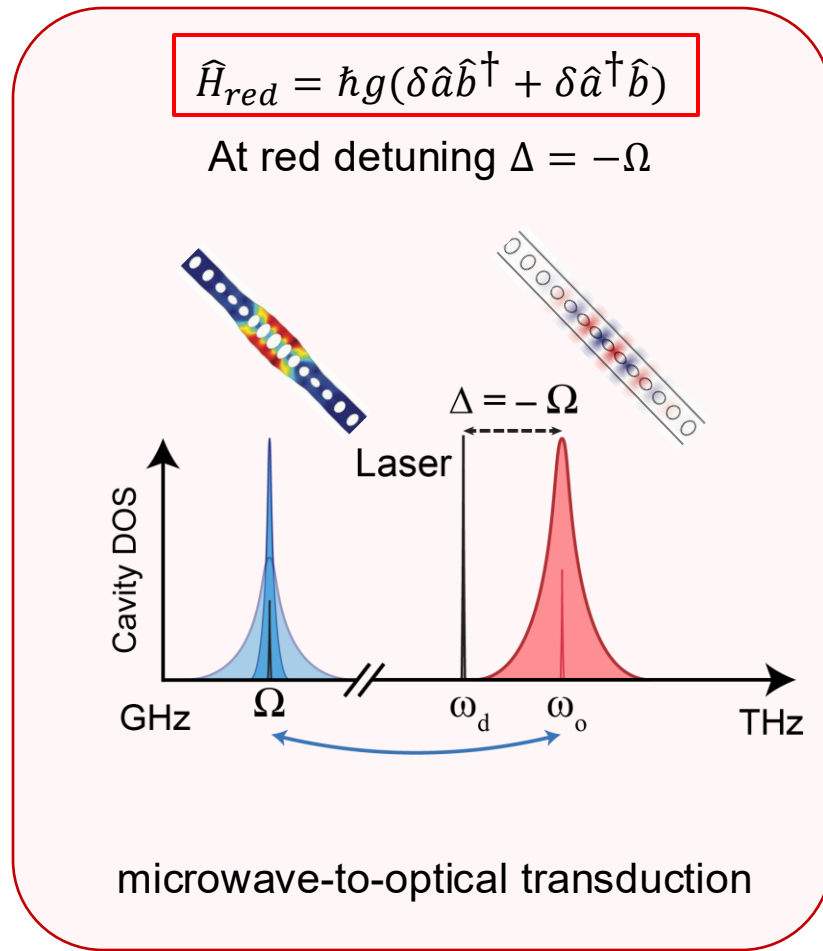 Ĥ_red = ℏg(δâb̂† + δâ†b̂)
At red detuning Δ = −Ω
Δ = − Ω
Laser
Cavity DOS
GHz
Ω
ω_d
ω_o
THz
microwave-to-optical transduction